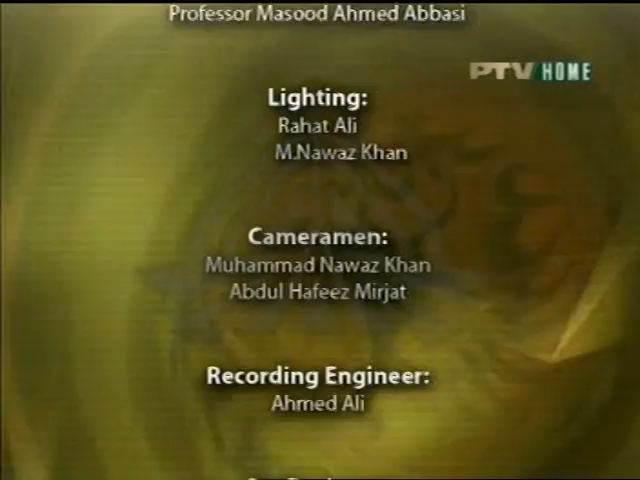 Professor Masood Ahmed Abbasi
PTV HOME
Lighting:
Rahat Ali
M.Nawaz Khan
Cameramen:
Muhammad Nawaz Khan
Abdul Hafeez Mirjat
Recording Engineer:
Ahmed Ali